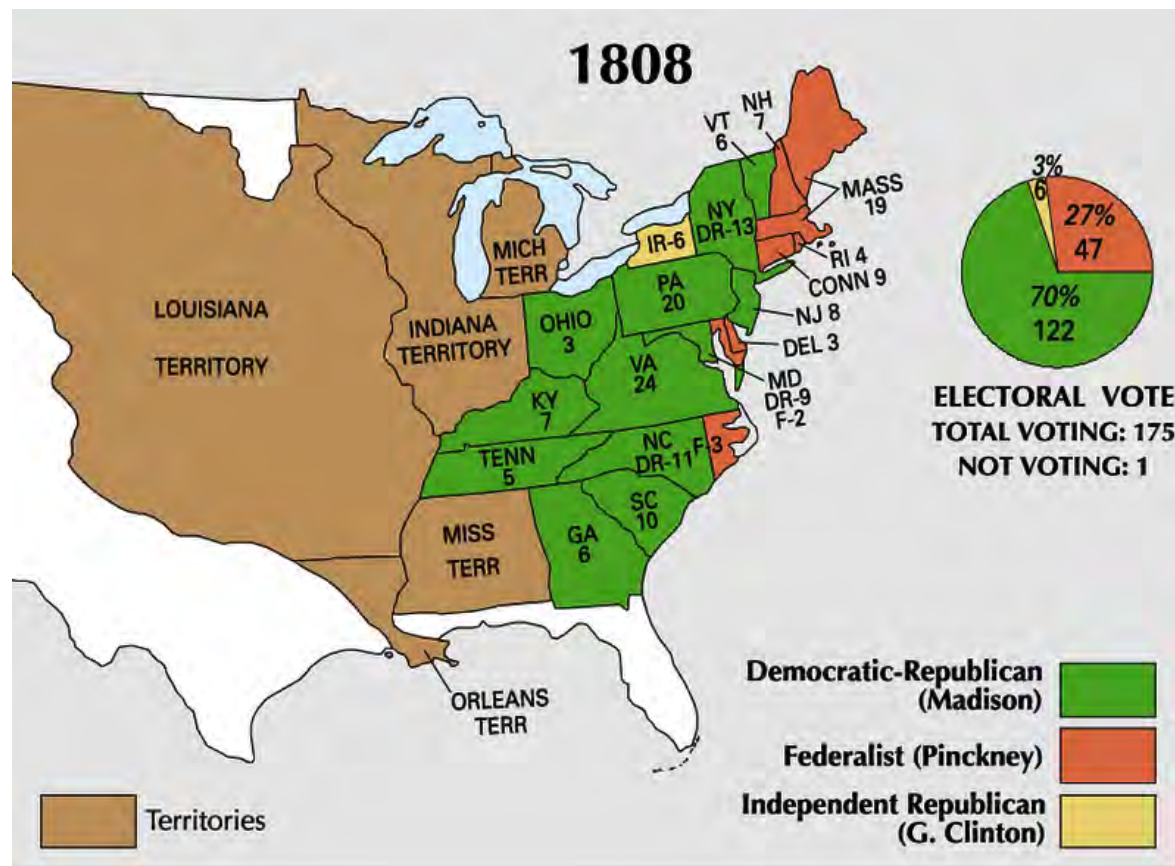 1808
NH
7
VT
6
MASS
19
NY
DR-13
IR-6
RI 4
CONN 9
MICH
TERR
PA
20
NJ 8
LOUISIANA
TERRITORY
INDIANA
TERRITORY
OHIO
3
DEL 3
VA
24
MD
DR-9
F-2
KY
7
NC
DR-11
F-3
TENN
5
SC
10
MISS
TERR
GA
6
ORLEANS
TERR
3%
6
27%
47
70%
122
ELECTORAL VOTE
TOTAL VOTING: 175
NOT VOTING: 1
Democratic-Republican
(Madison)
Federalist (Pinckney)
Independent Republican
(G. Clinton)
Territories